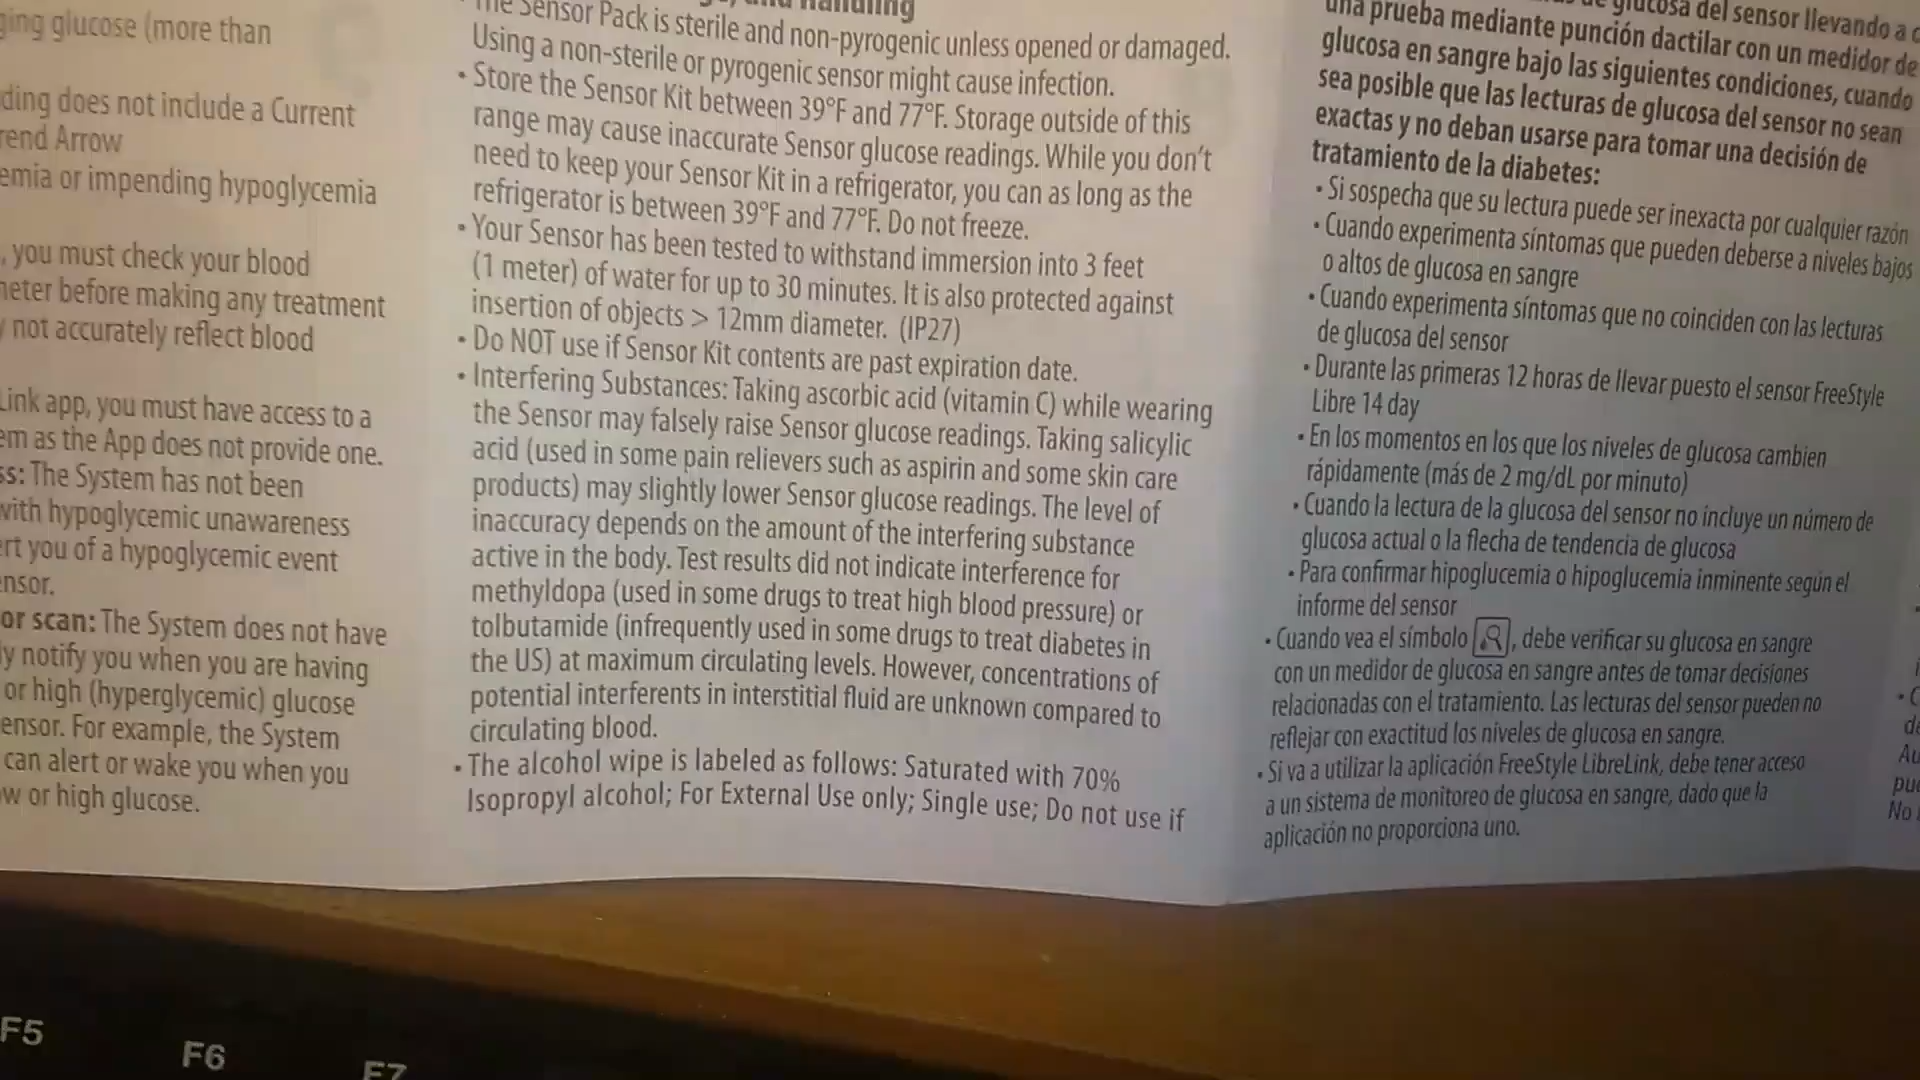 ging glucose (more than
ding does not include a Current
rend Arrow
emia or impending hypoglycemia
, you must check your blood
neter before making any treatment
y not accurately reflect blood
Link app, you must have access to a
em as the App does not provide one.
ss: The System has not been
with hypoglycemic unawareness
ert you of a hypoglycemic event
ensor.
or scan: The System does not have
ly notify you when you are having
or high (hyperglycemic) glucose
ensor. For example, the System
can alert or wake you when you
ow or high glucose.
and Handling
• The Sensor Pack is sterile and non-pyrogenic unless opened or damaged.
Using a non-sterile or pyrogenic sensor might cause infection.
• Store the Sensor Kit between 39°F and 77°F. Storage outside of this
range may cause inaccurate Sensor glucose readings. While you don't
need to keep your Sensor Kit in a refrigerator, you can as long as the
refrigerator is between 39°F and 77°F. Do not freeze.
• Your Sensor has been tested to withstand immersion into 3 feet
(1 meter) of water for up to 30 minutes. It is also protected against
insertion of objects > 12mm diameter. (IP27)
• Do NOT use if Sensor Kit contents are past expiration date.
• Interfering Substances: Taking ascorbic acid (vitamin C) while wearing
the Sensor may falsely raise Sensor glucose readings. Taking salicylic
acid (used in some pain relievers such as aspirin and some skin care
products) may slightly lower Sensor glucose readings. The level of
inaccuracy depends on the amount of the interfering substance
active in the body. Test results did not indicate interference for
methyldopa (used in some drugs to treat high blood pressure) or
tolbutamide (infrequently used in some drugs to treat diabetes in
the US) at maximum circulating levels. However, concentrations of
potential interferents in interstitial fluid are unknown compared to
circulating blood.
• The alcohol wipe is labeled as follows: Saturated with 70%
Isopropyl alcohol; For External Use only; Single use; Do not use if
de glucosa del sensor llevando a c
una prueba mediante punción dactilar con un medidor de
glucosa en sangre bajo las siguientes condiciones, cuando
sea posible que las lecturas de glucosa del sensor no sean
exactas y no deban usarse para tomar una decisión de
tratamiento de la diabetes:
• Si sospecha que su lectura puede ser inexacta por cualquier razón
• Cuando experimenta síntomas que pueden deberse a niveles bajos
o altos de glucosa en sangre
• Cuando experimenta síntomas que no coinciden con las lecturas
de glucosa del sensor
• Durante las primeras 12 horas de llevar puesto el sensor FreeStyle
Libre 14 day
• En los momentos en los que los niveles de glucosa cambien
rápidamente (más de 2 mg/dL por minuto)
• Cuando la lectura de la glucosa del sensor no incluye un número de
glucosa actual o la flecha de tendencia de glucosa
• Para confirmar hipoglucemia o hipoglucemia inminente según el
informe del sensor
• Cuando vea el símbolo , debe verificar su glucosa en sangre
con un medidor de glucosa en sangre antes de tomar decisiones
relacionadas con el tratamiento. Las lecturas del sensor pueden no
reflejar con exactitud los niveles de glucosa en sangre.
• Si va a utilizar la aplicación FreeStyle LibreLink, debe tener acceso
a un sistema de monitoreo de glucosa en sangre, dado que la
aplicación no proporciona uno.
Au
pue
No
F5
F6
F7